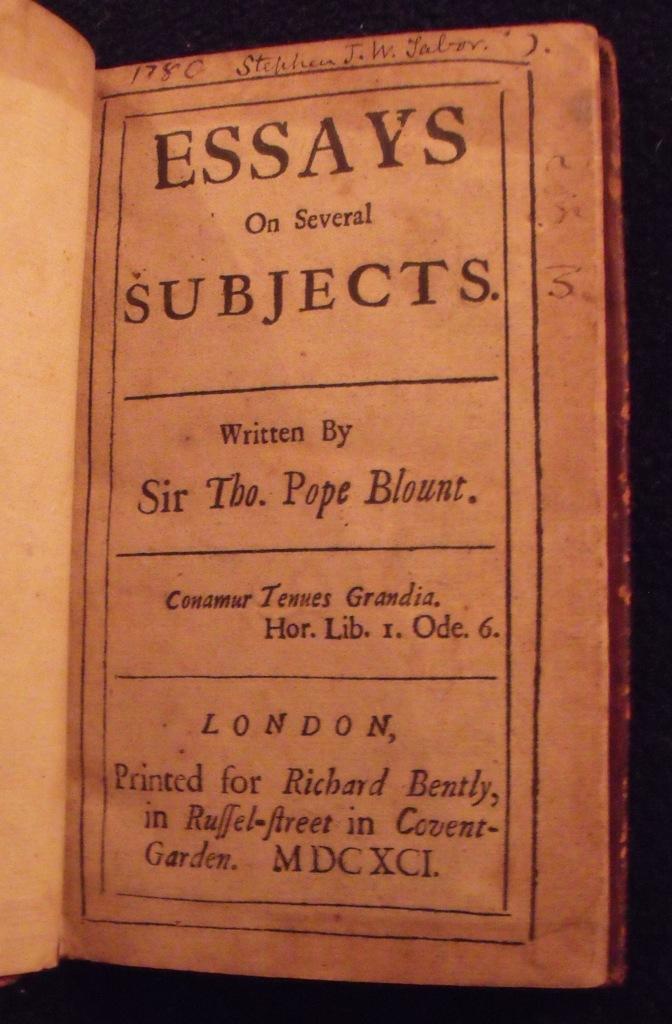 1780 Stephen J. W. Tabor.
ESSAYS
On Several
SUBJECTS.
Written By
Sir Tho. Pope Blount.
Conamur Tenues Grandia.
Hor. Lib. 1. Ode. 6.
LONDON,
Printed for Richard Bently,
in Ruſſel-ſtreet in Covent-
Garden. MDCXCI.
3